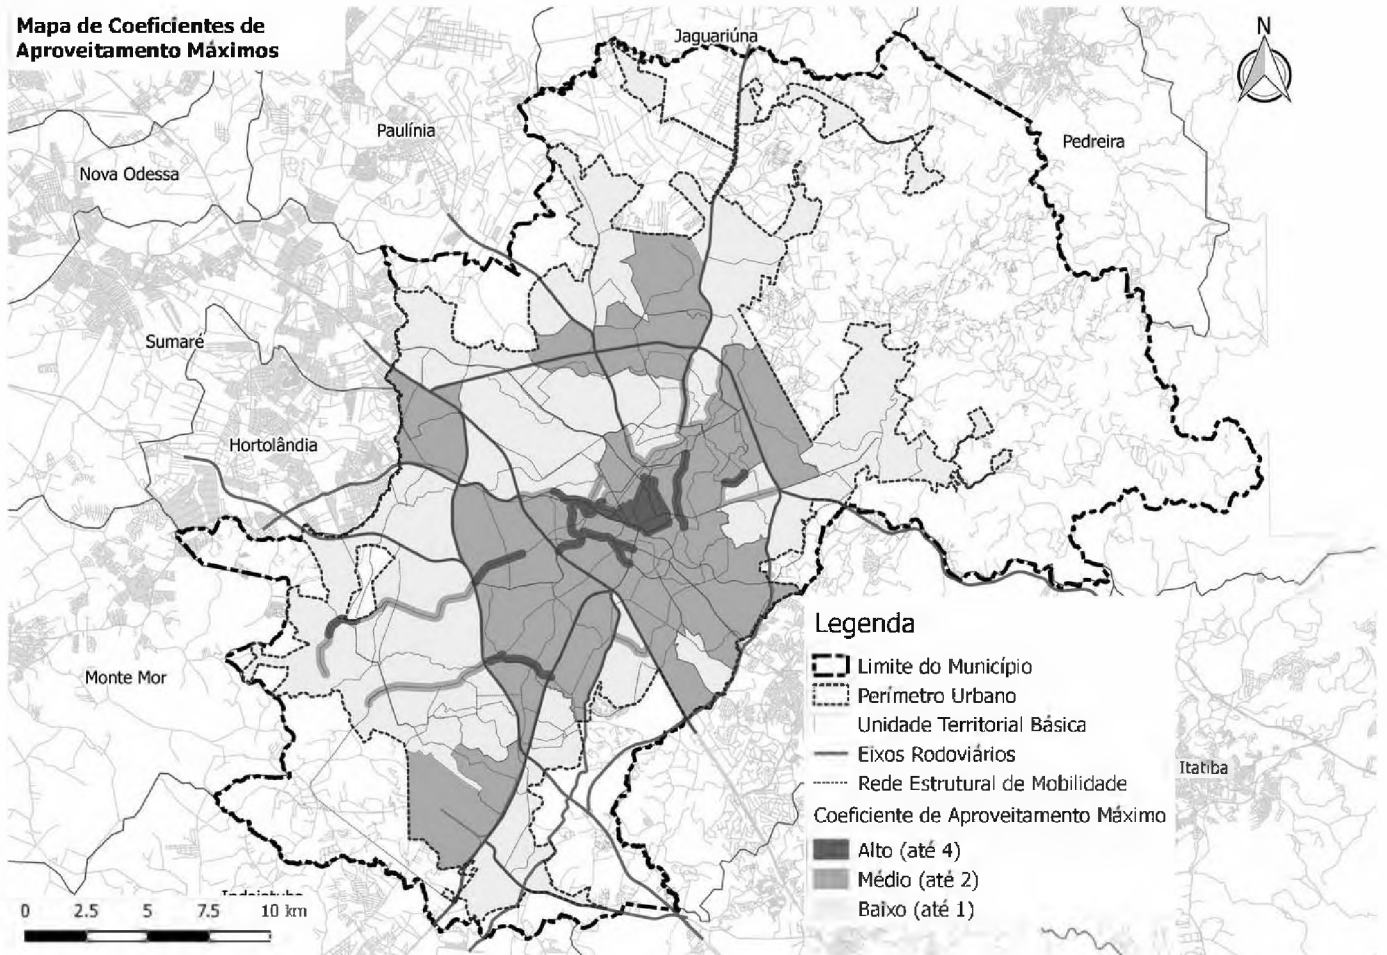 Mapa de Coeficientes de
Aproveitamento Máximos
N
Jaguariúna
Paulínia
Pedreira
Nova Odessa
Sumaré
Hortolândia
Monte Mor
Itatiba
0 2.5 5 7.5 10 km
Legenda
Limite do Município
Perímetro Urbano
Unidade Territorial Básica
Eixos Rodoviários
Rede Estrutural de Mobilidade
Coeficiente de Aproveitamento Máximo
Alto (até 4)
Médio (até 2)
Baixo (até 1)